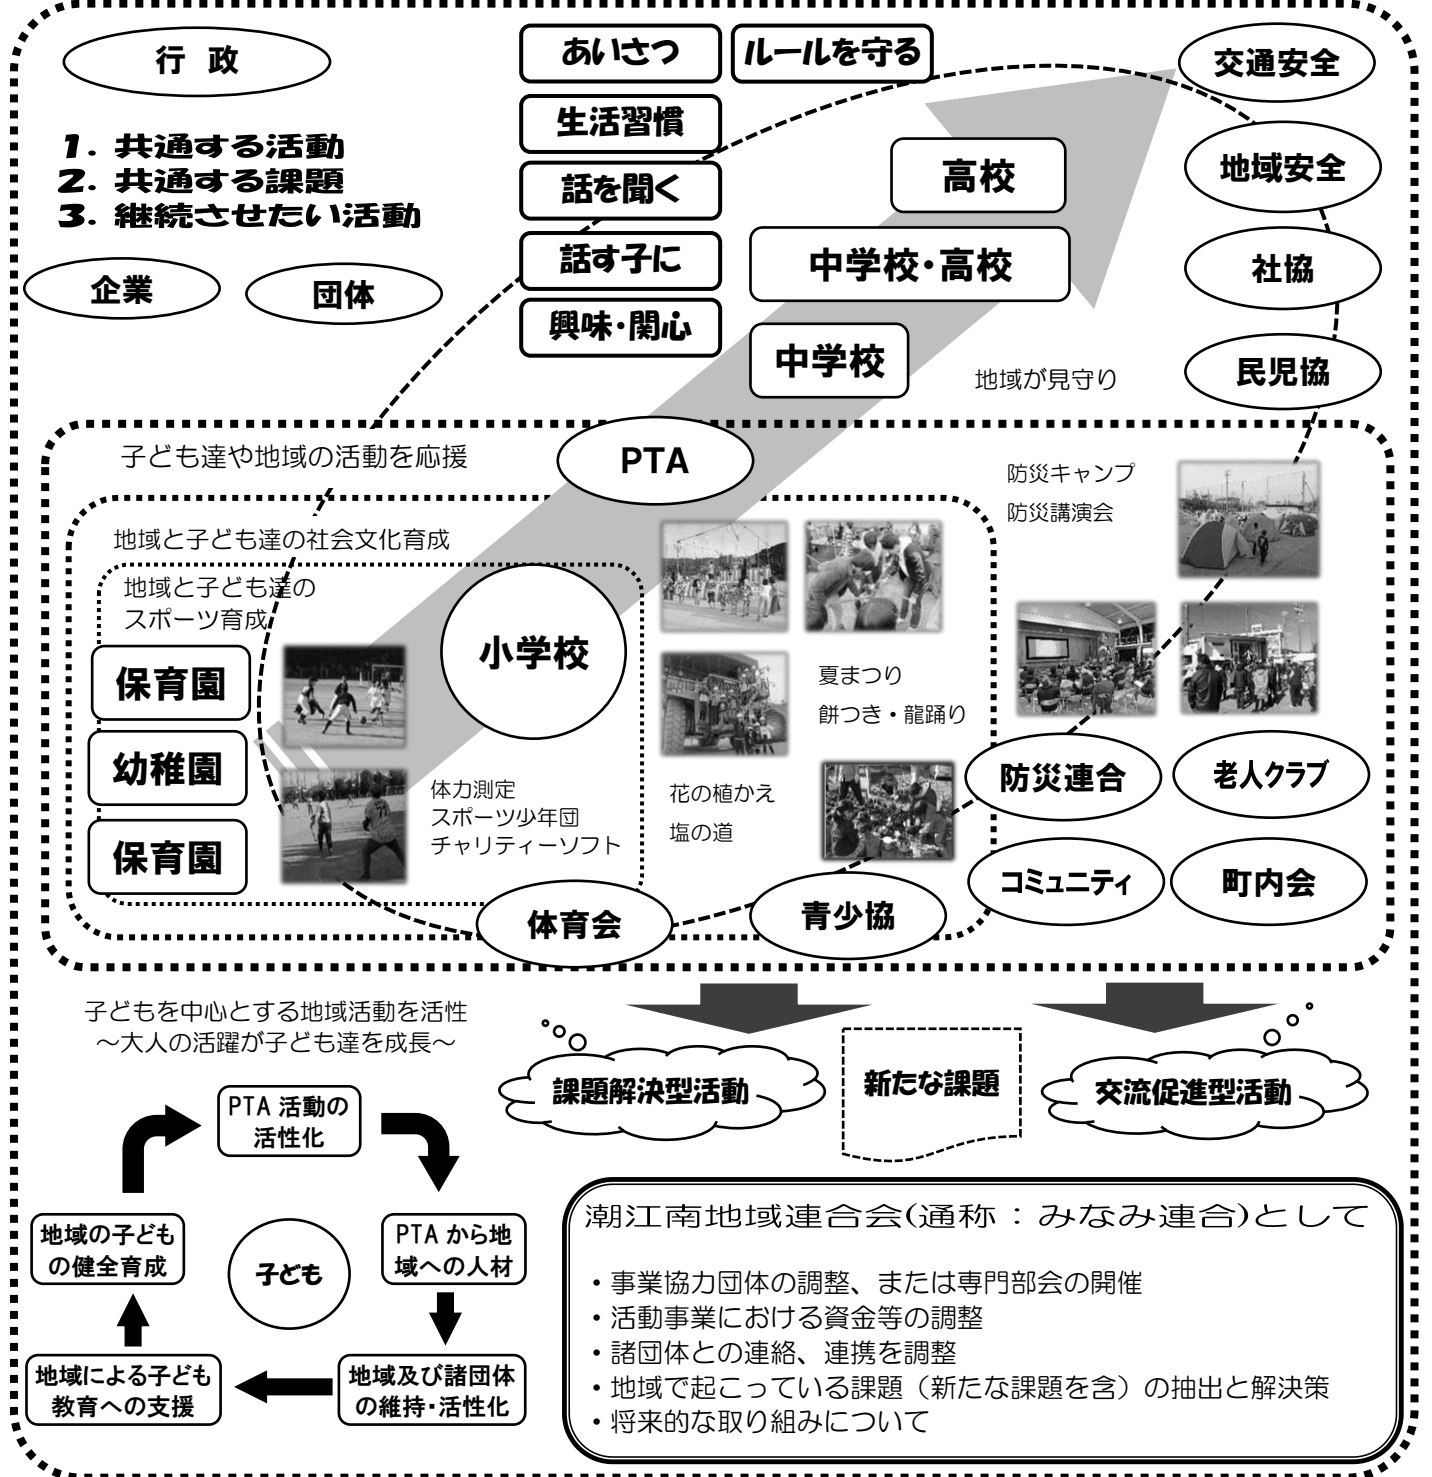 行 政
あいさつ
ルールを守る
交通安全
1. 共通する活動
2. 共通する課題
3. 継続させたい活動
生活習慣
話を聞く
話す子に
興味・関心
高校
中学校・高校
中学校
地域安全
社協
民児協
企業
団体
地域が見守り
子ども達や地域の活動を応援
PTA
防災キャンプ
防災講演会
地域と子ども達の社会文化育成
地域と子ども達の
スポーツ育成
小学校
保育園
幼稚園
保育園
夏まつり
餅つき・龍踊り
体力測定
スポーツ少年団
チャリティーソフト
花の植かえ
塩の道
防災連合
老人クラブ
コミュニティ
町内会
体育会
青少協
子どもを中心とする地域活動を活性
～大人の活躍が子ども達を成長～
課題解決型活動
新たな課題
交流促進型活動
PTA 活動の
活性化
地域の子ども
の健全育成
子ども
PTA から地
域への人材
地域による子ども
教育への支援
地域及び諸団体
の維持・活性化
潮江南地域連合会(通称：みなみ連合)として
・事業協力団体の調整、または専門部会の開催
・活動事業における資金等の調整
・諸団体との連絡、連携を調整
・地域で起こっている課題（新たな課題を含）の抽出と解決策
・将来的な取り組みについて